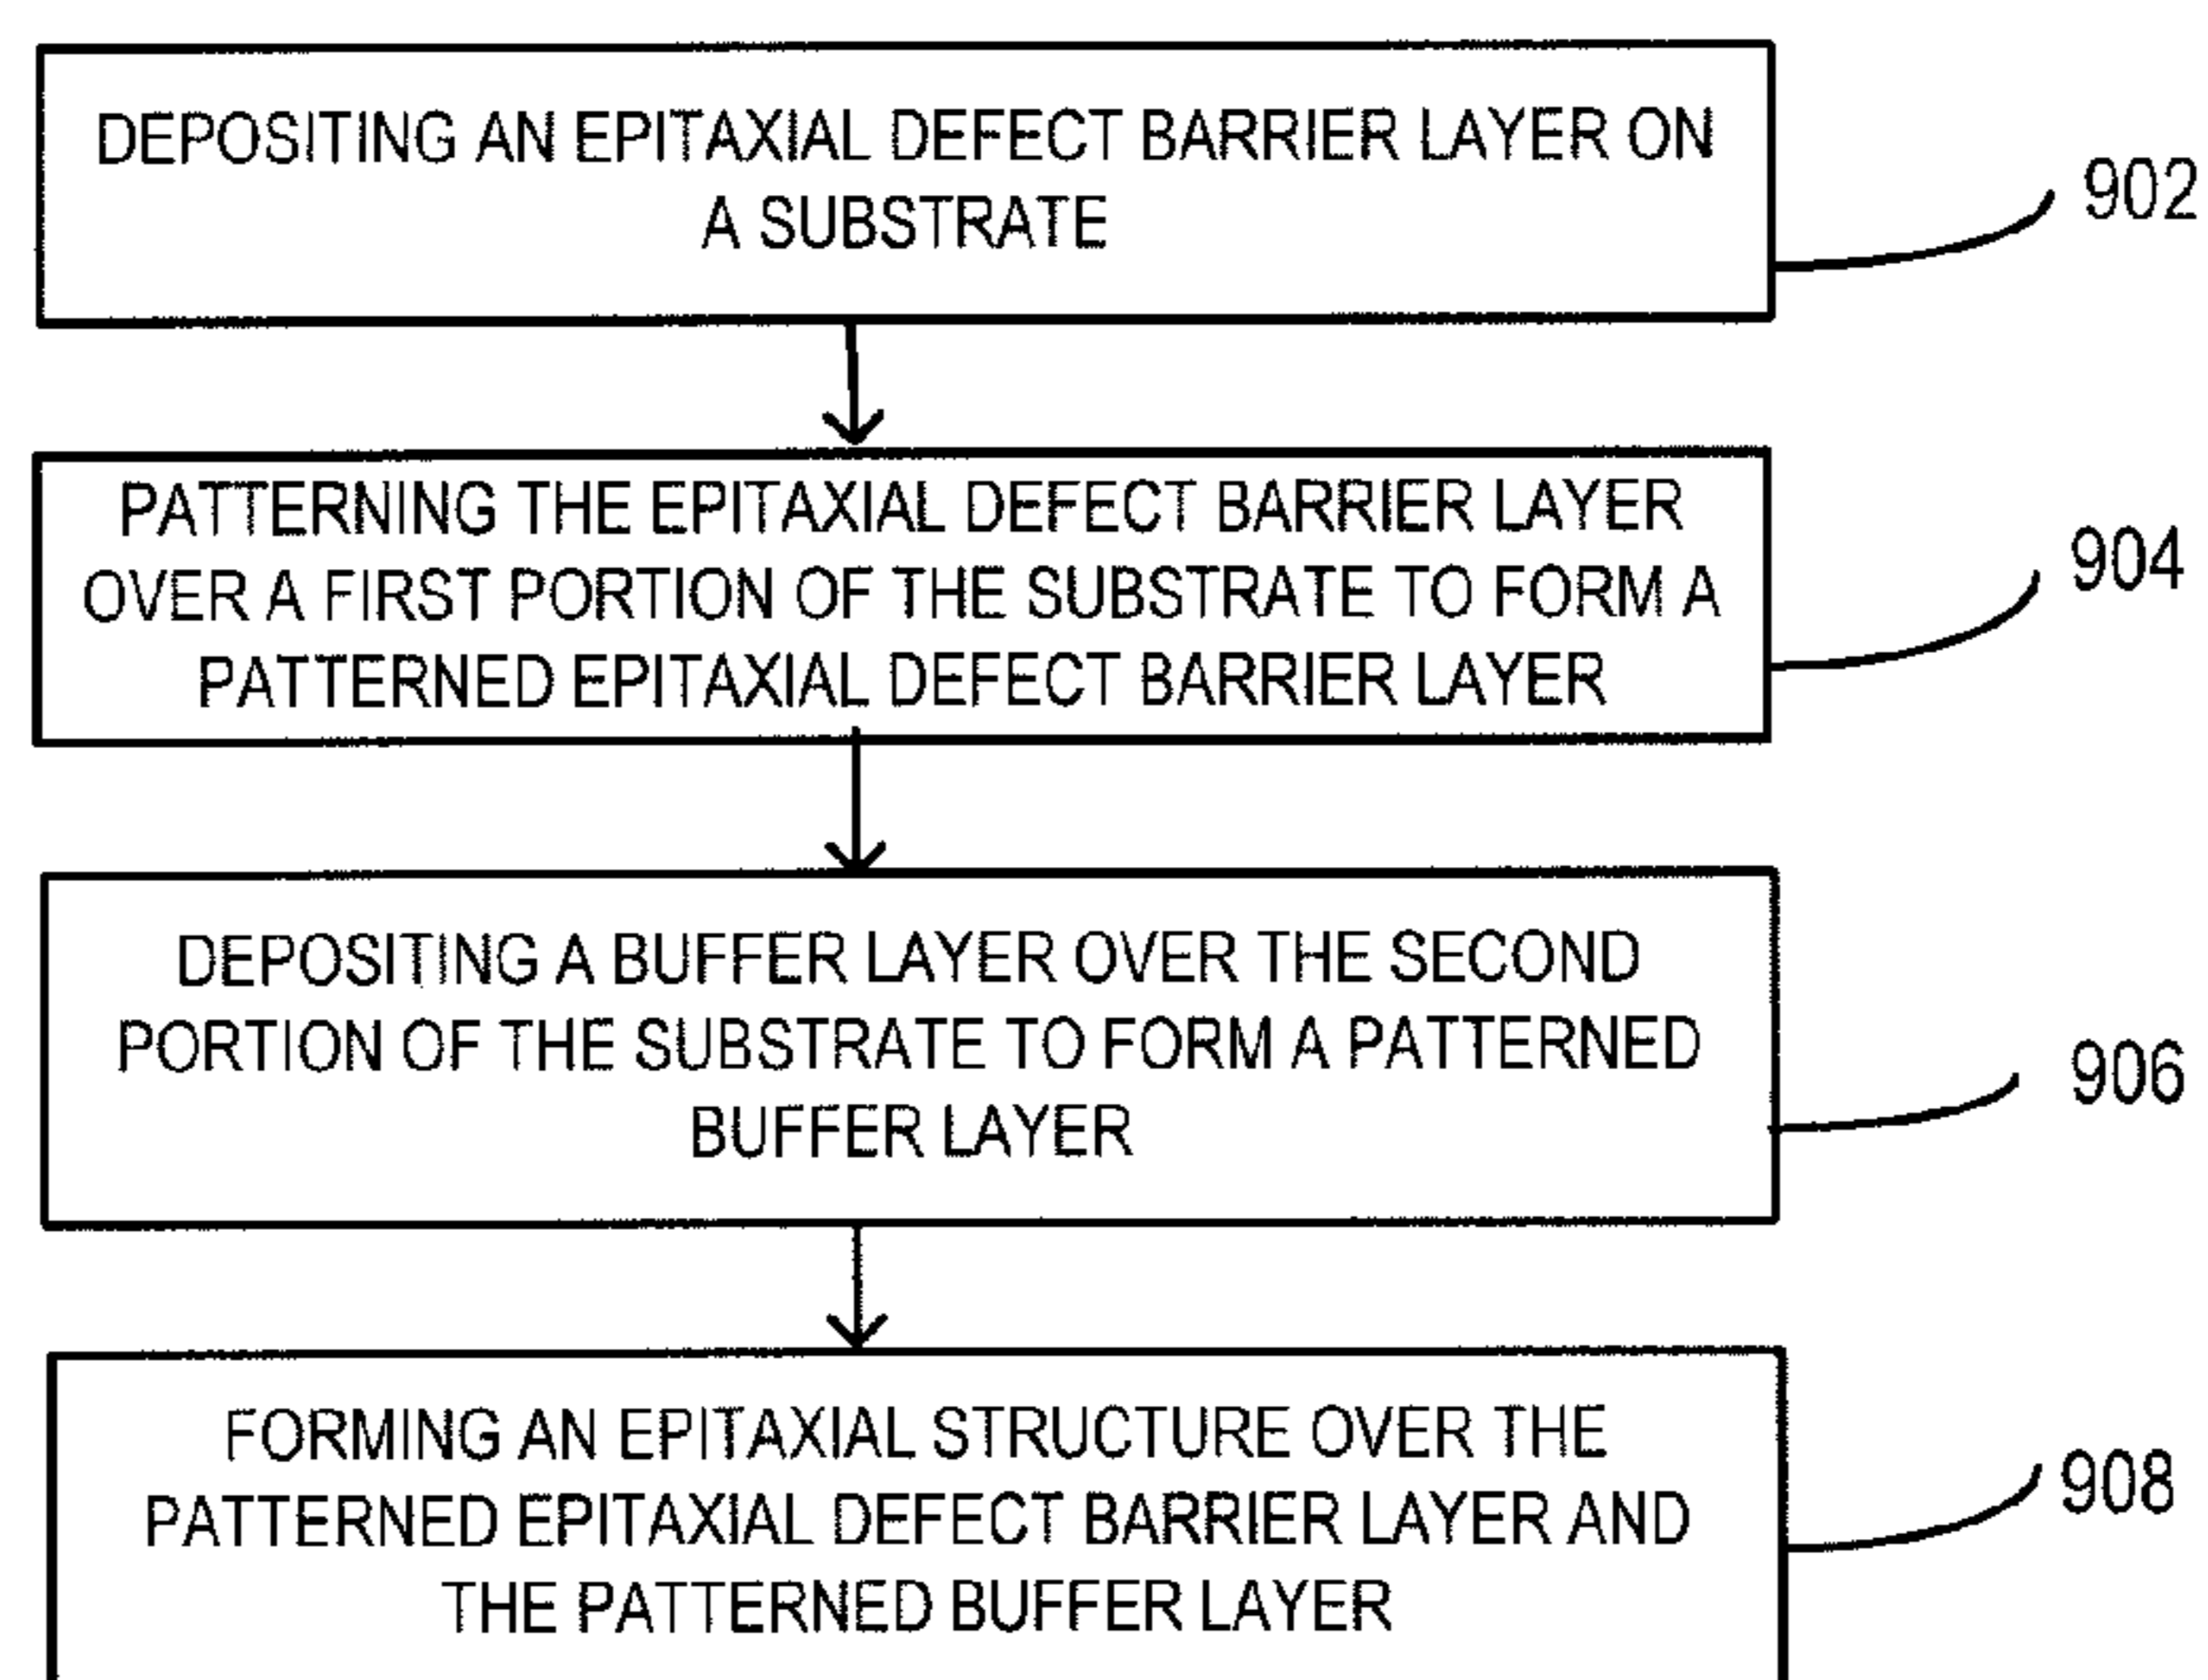 DEPOSITING AN EPITAXIAL DEFECT BARRIER LAYER ON
A SUBSTRATE
902
PATTERNING THE EPITAXIAL DEFECT BARRIER LAYER
OVER A FIRST PORTION OF THE SUBSTRATE TO FORM A
PATTERNED EPITAXIAL DEFECT BARRIER LAYER
904
DEPOSITING A BUFFER LAYER OVER THE SECOND
PORTION OF THE SUBSTRATE TO FORM A PATTERNED
BUFFER LAYER
906
FORMING AN EPITAXIAL STRUCTURE OVER THE
PATTERNED EPITAXIAL DEFECT BARRIER LAYER AND
THE PATTERNED BUFFER LAYER
908